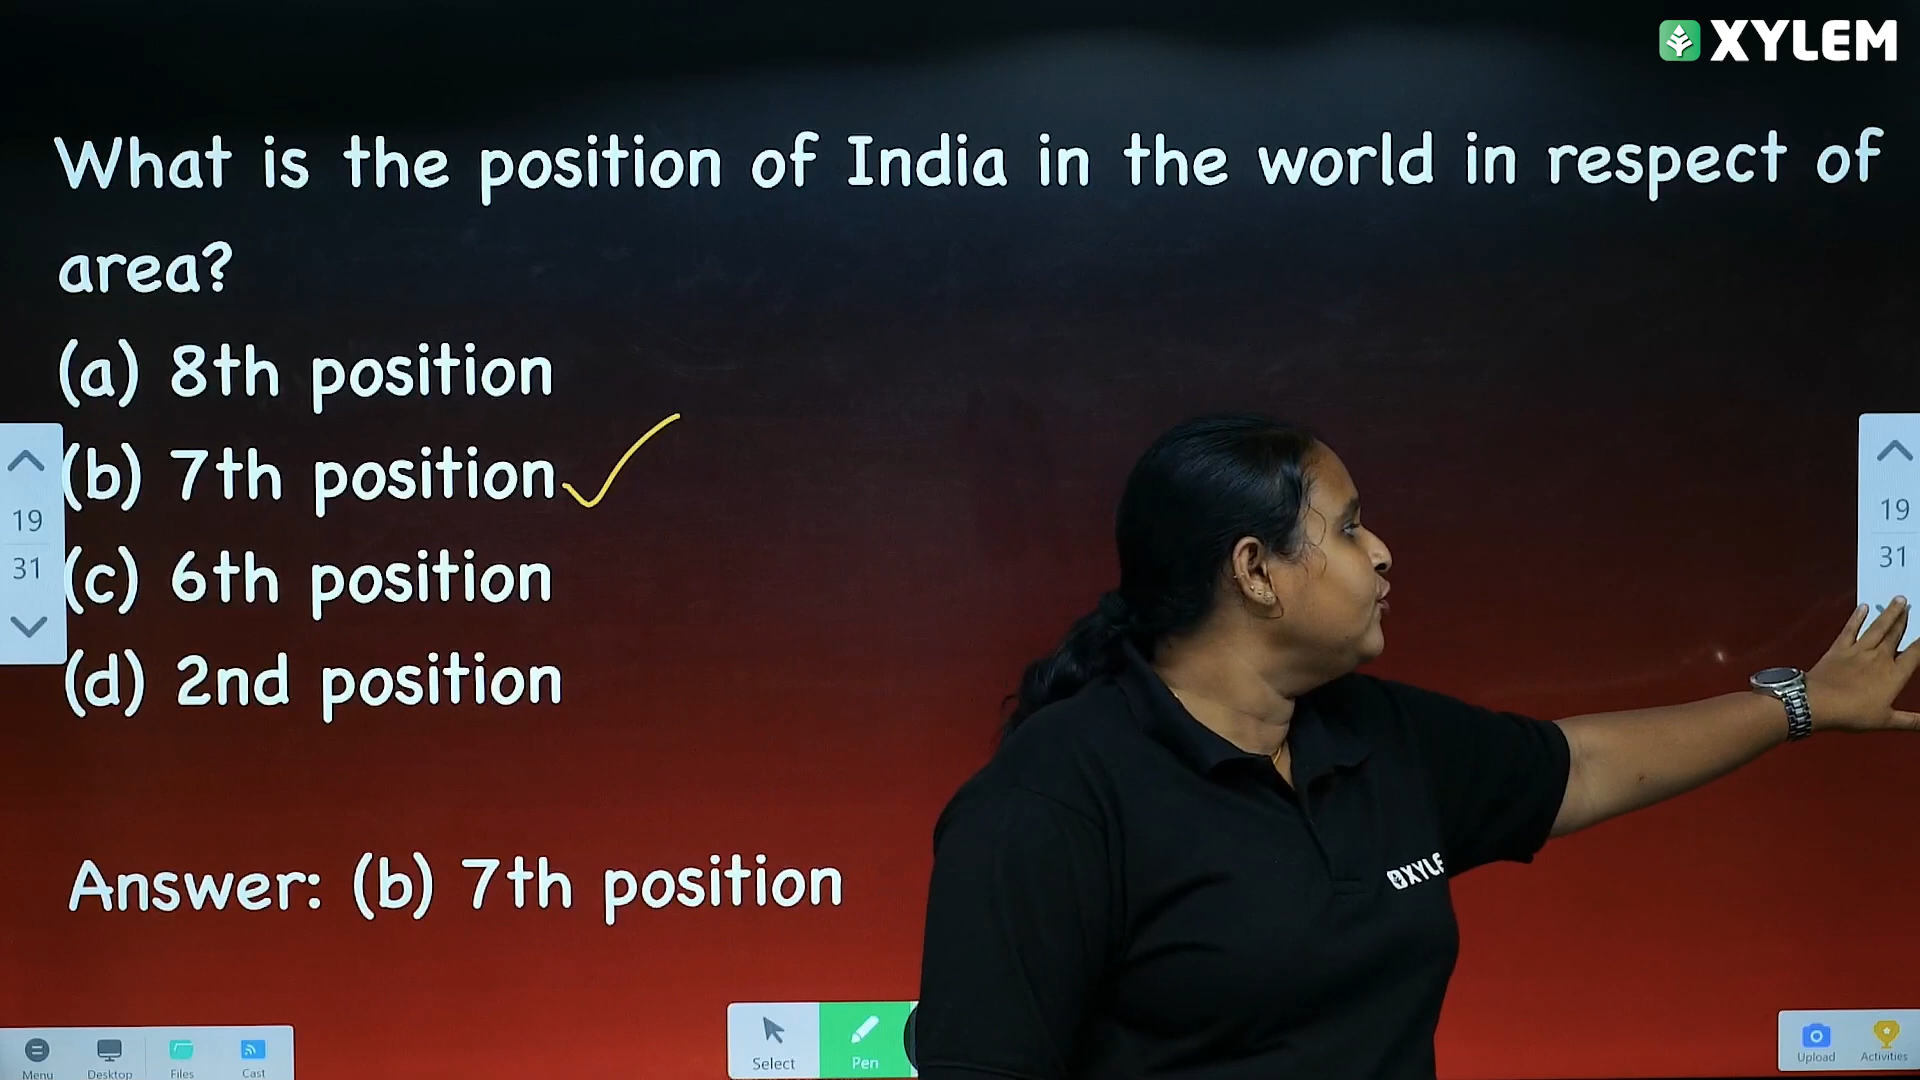 XYLEM
What is the position of India in the world in respect of
area?
(a) 8th position
(b) 7th position
(c) 6th position
(d) 2nd position
Answer: (b) 7th position
19
31
19
31
XYLE
Menu
Desktop
Files
Cast
Select
Pen
Upload
Activities